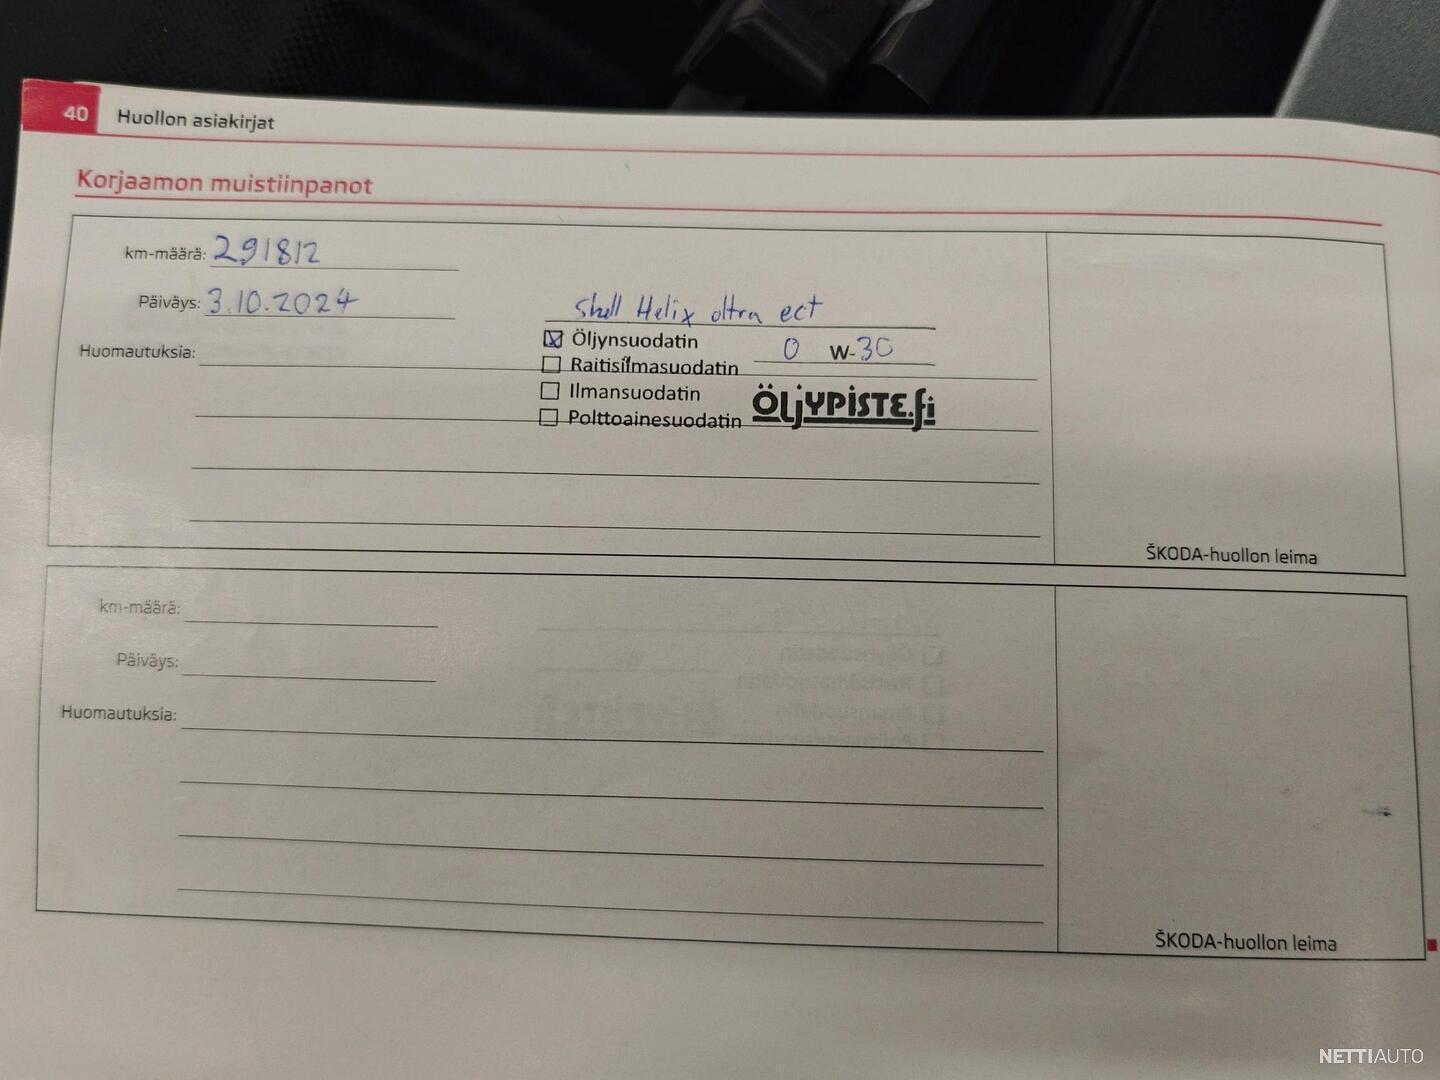 40 Huollon asiakirjat
Korjaamon muistiinpanot
km-määrä: 291812
Päiväys: 3.10.2024
Shell Helix oltra ect
Öljynsuodatin 0 W-30
Huomautuksia:
Raitisilmasuodatin
Ilmansuodatin
Polttoainesuodatin
ÖLJYPISTE.fi
ŠKODA-huollon leima
km-määrä:
Päiväys:
Huomautuksia:
ŠKODA-huollon leima
NETTIAUTO